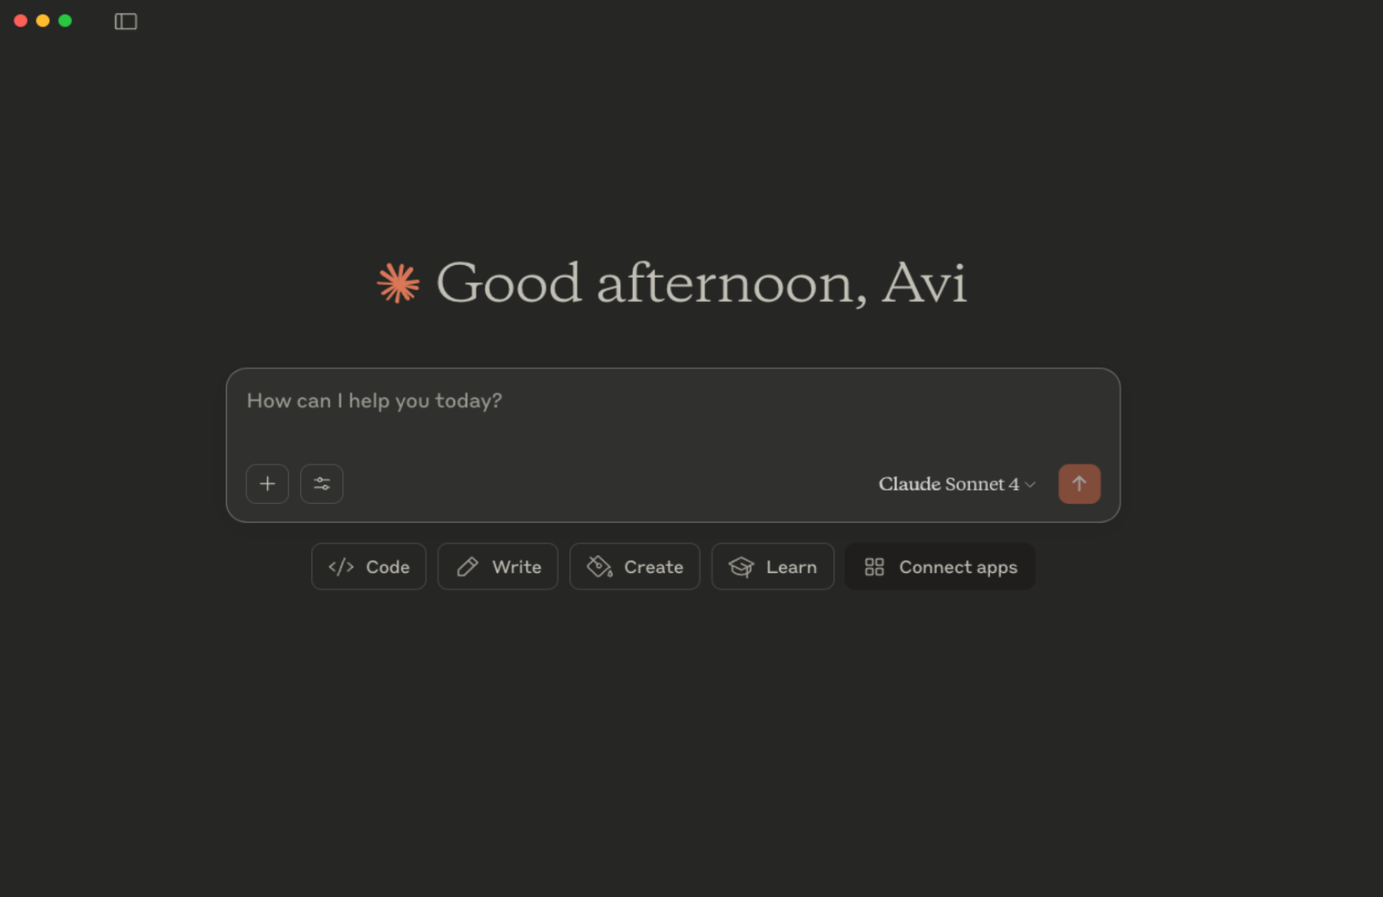 Good afternoon, Avi
How can I help you today?
Claude Sonnet 4
Code
Write
Create
Learn
Connect apps